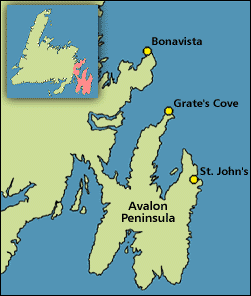 Bonavista
Grate's Cove
St. John's
Avalon
Peninsula